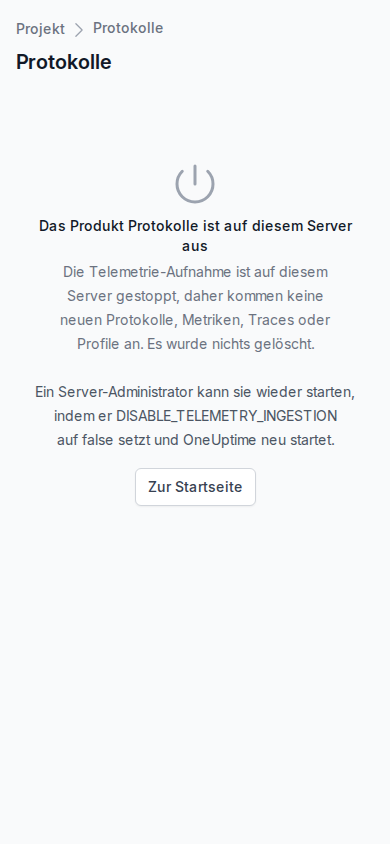 Projekt
Protokolle
Protokolle
Das Produkt Protokolle ist auf diesem Server
aus
Die Telemetrie-Aufnahme ist auf diesem
Server gestoppt, daher kommen keine
neuen Protokolle, Metriken, Traces oder
Profile an. Es wurde nichts gelöscht.
Ein Server-Administrator kann sie wieder starten,
indem er DISABLE_TELEMETRY_INGESTION
auf false setzt und OneUptime neu startet.
Zur Startseite